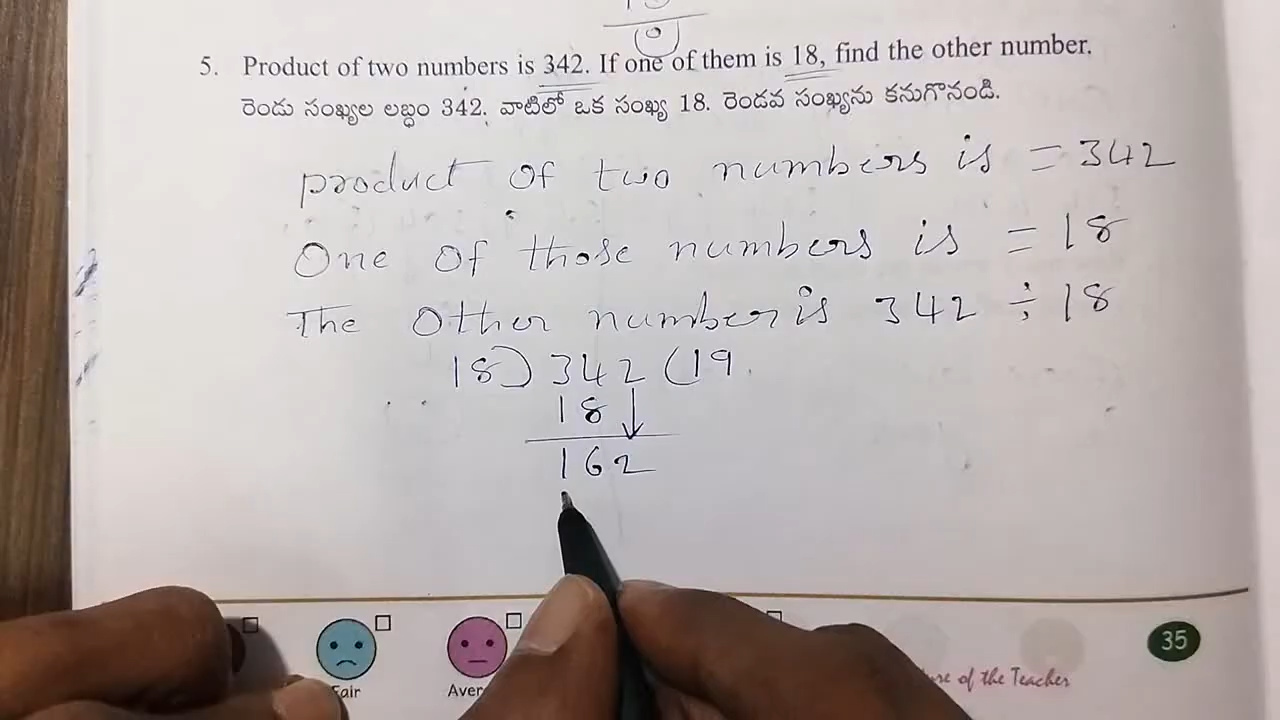 5. Product of two numbers is 342. If one of them is 18, find the other number.
రెండు సంఖ్యల లబ్ధం 342. వాటిలో ఒక సంఖ్య 18. రెండవ సంఖ్యను కనుగొనండి.
product of two numbers is = 342
One of those numbers is = 18
The Other number is 342 ÷ 18
18) 342 (19
18
162
Fair Aver
of the Teacher
35